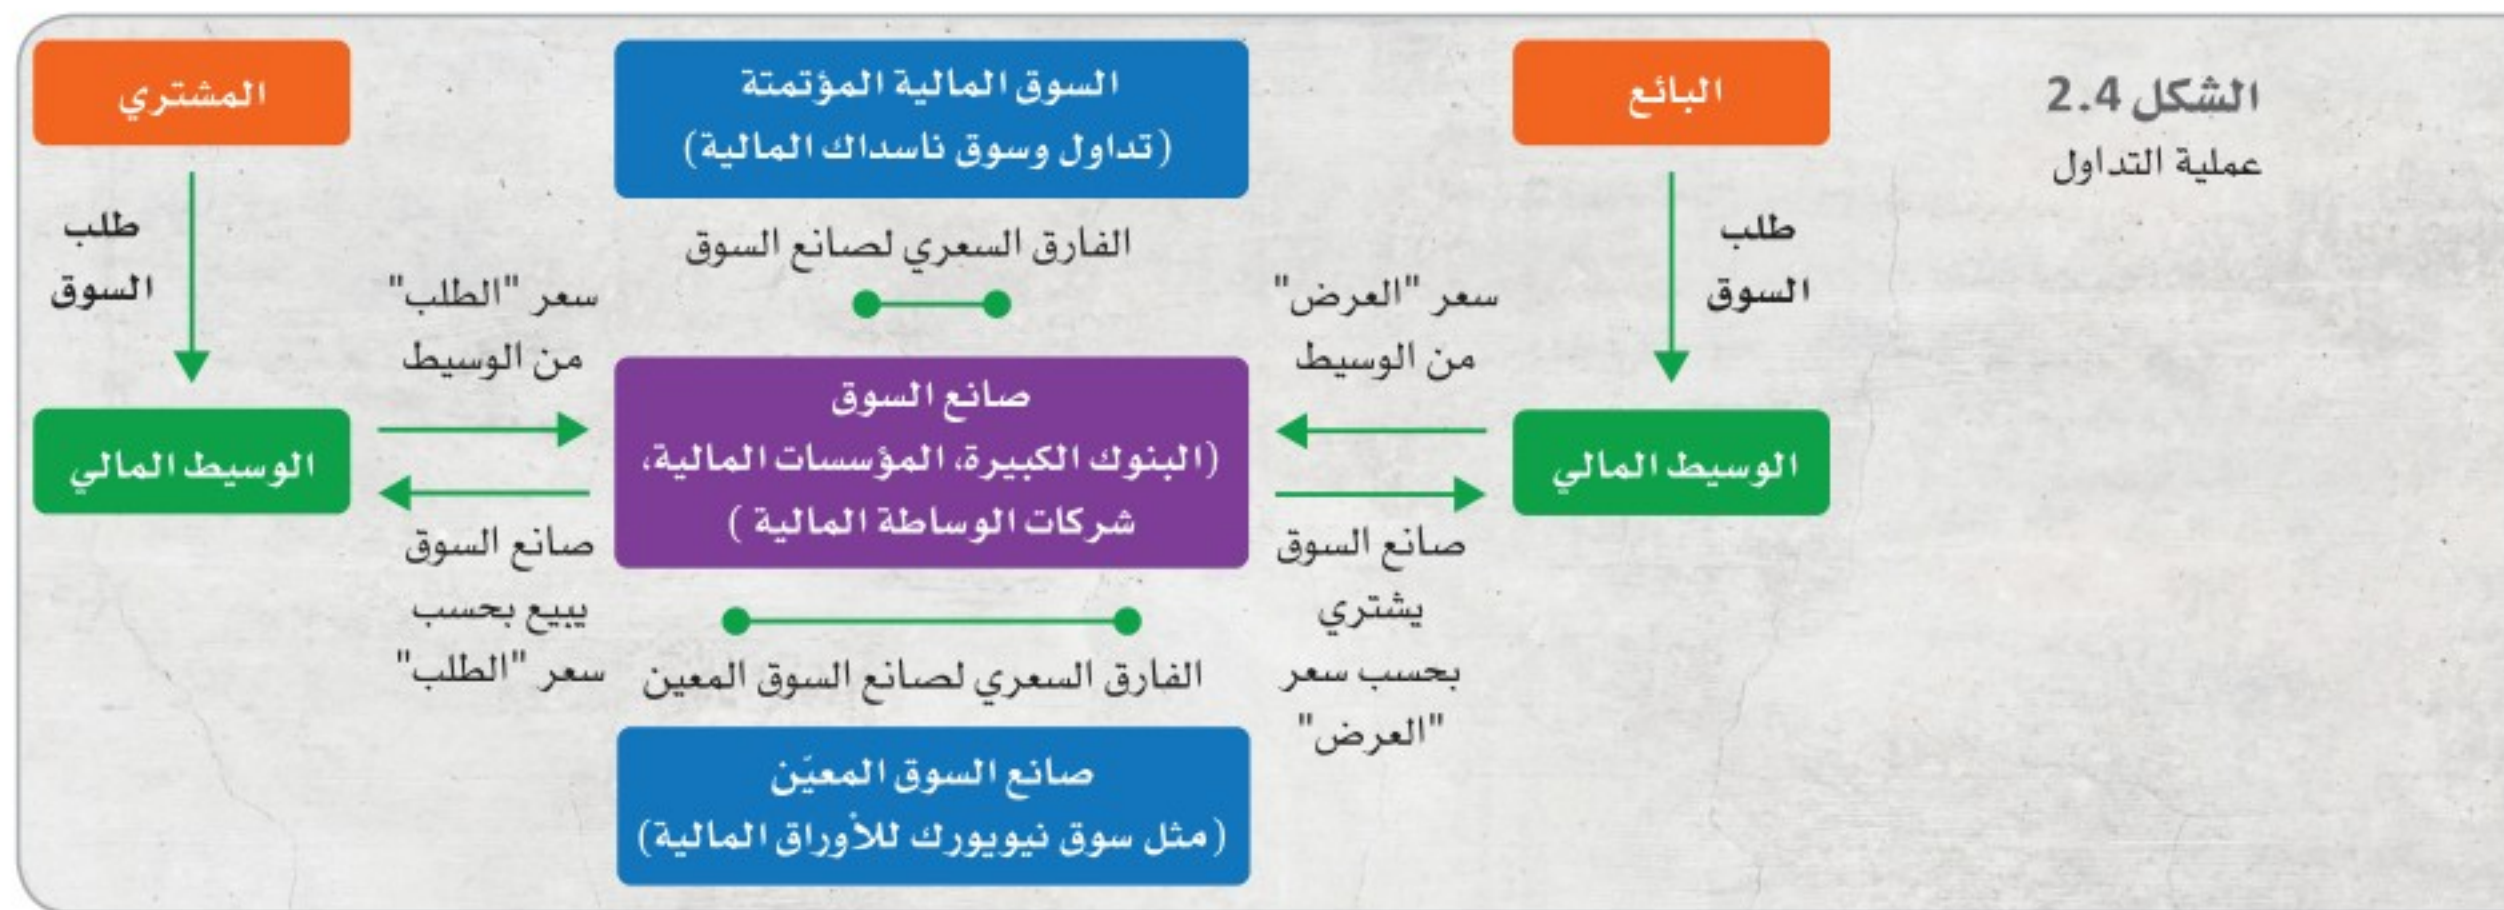 الشكل 2.4
عملية التداول
البائع
طلب
السوق
الوسيط المالي
سعر "العرض"
من الوسيط
صانع السوق
يشتري
بحسب سعر
"العرض"
السوق المالية المؤتمتة
(تداول وسوق ناسداك المالية)
الفارق السعري لصانع السوق
صانع السوق
(البنوك الكبيرة، المؤسسات المالية،
شركات الوساطة المالية )
الفارق السعري لصانع السوق المعين
صانع السوق المعيّن
(مثل سوق نيويورك للأوراق المالية)
سعر "الطلب"
من الوسيط
صانع السوق
يبيع بحسب
سعر "الطلب"
المشتري
طلب
السوق
الوسيط المالي